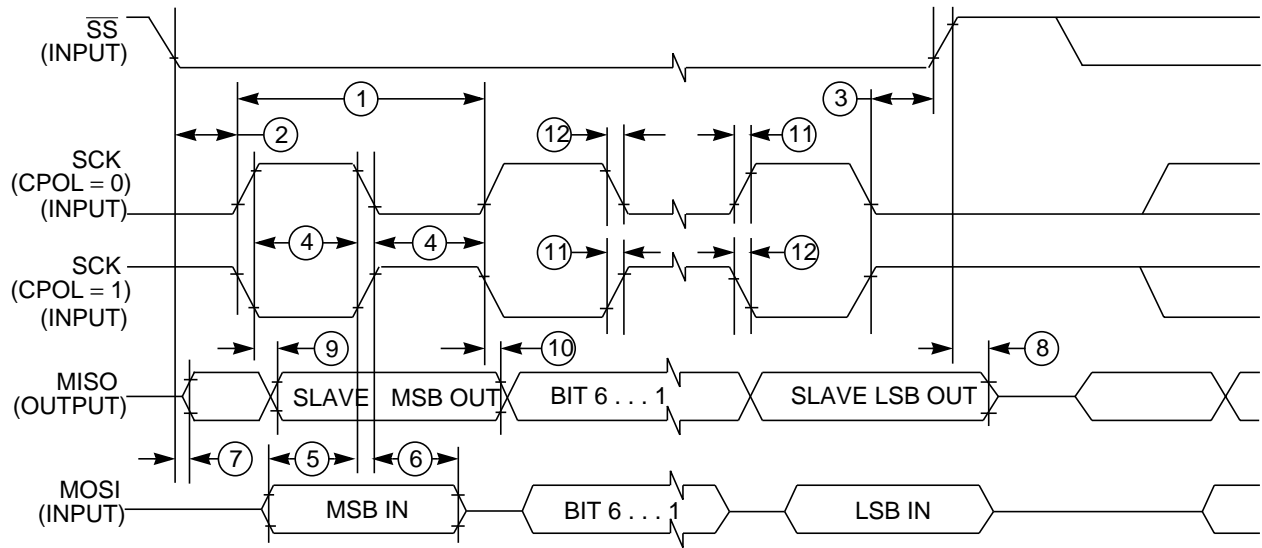 SS
(INPUT)
1
3
2
12
11
SCK
(CPOL = 0)
(INPUT)
4
4
11
12
SCK
(CPOL = 1)
(INPUT)
9
10
8
MISO
(OUTPUT)
SLAVE MSB OUT
BIT 6 . . . 1
SLAVE LSB OUT
7
5
6
MOSI
(INPUT)
MSB IN
BIT 6 . . . 1
LSB IN